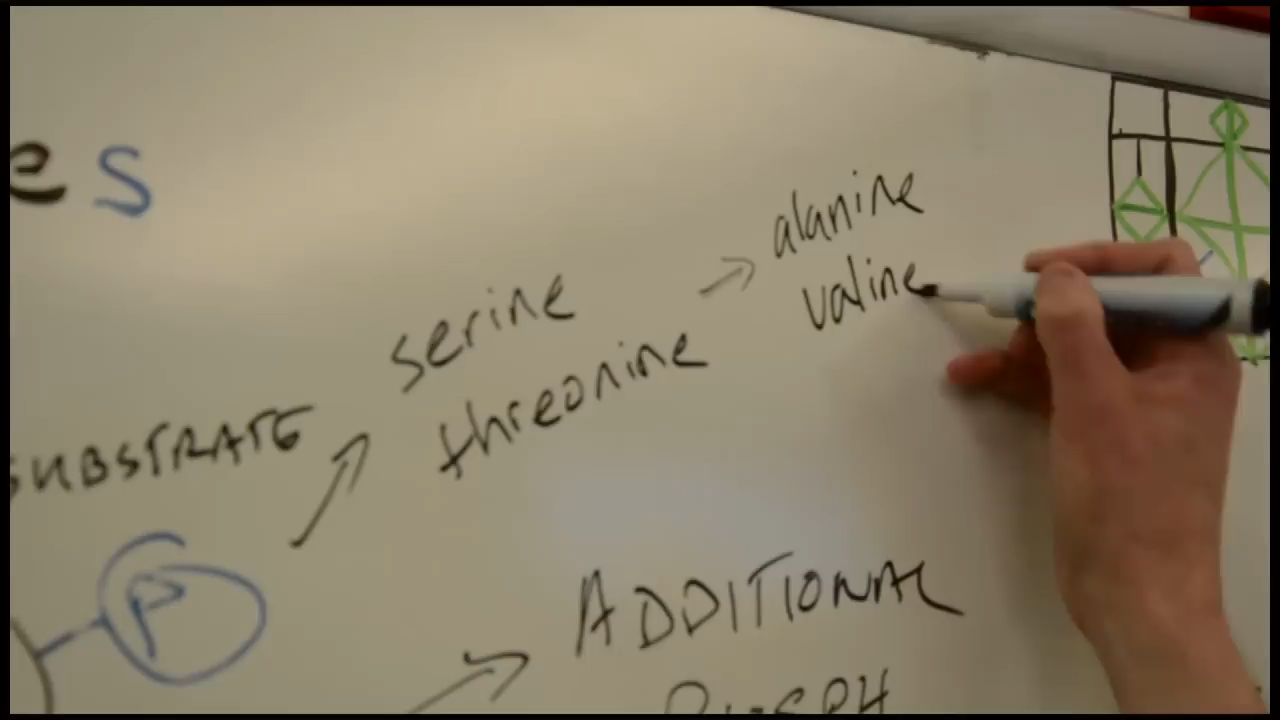 es
alanine
valine
serine
threonine
SUBSTRATE
P
ADDITIONAL